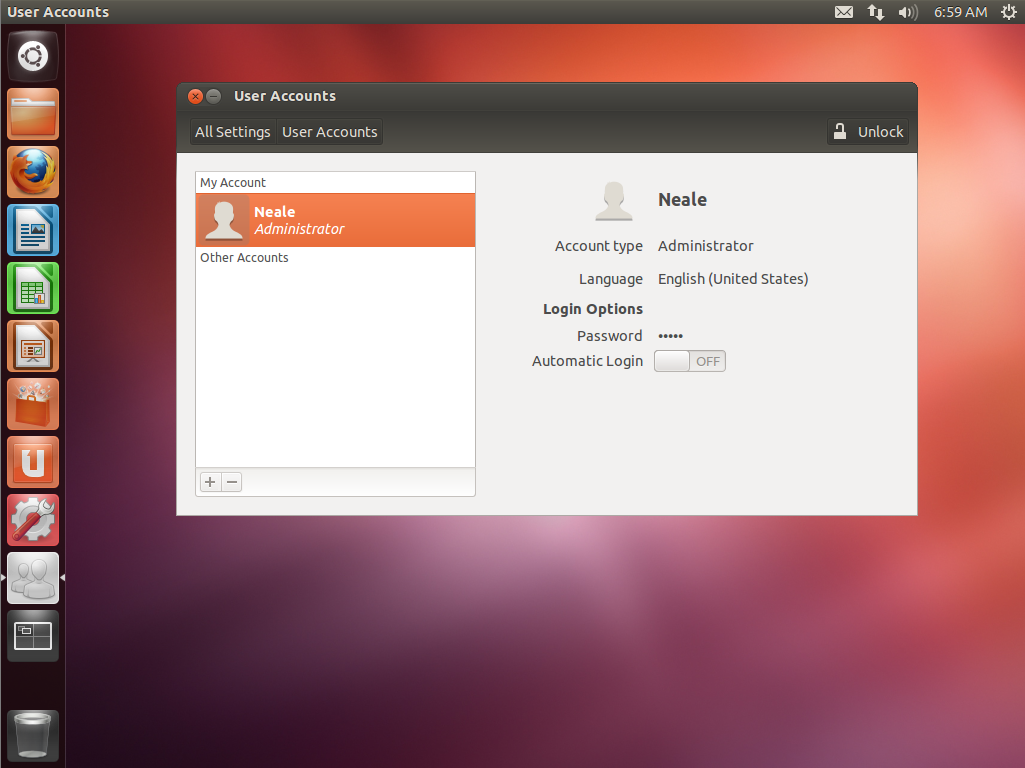 User Accounts
6:59 AM
User Accounts
All Settings User Accounts
Unlock
My Account
Neale
Administrator
Other Accounts
Neale
Account type Administrator
Language English (United States)
Login Options
Password •••••
Automatic Login OFF